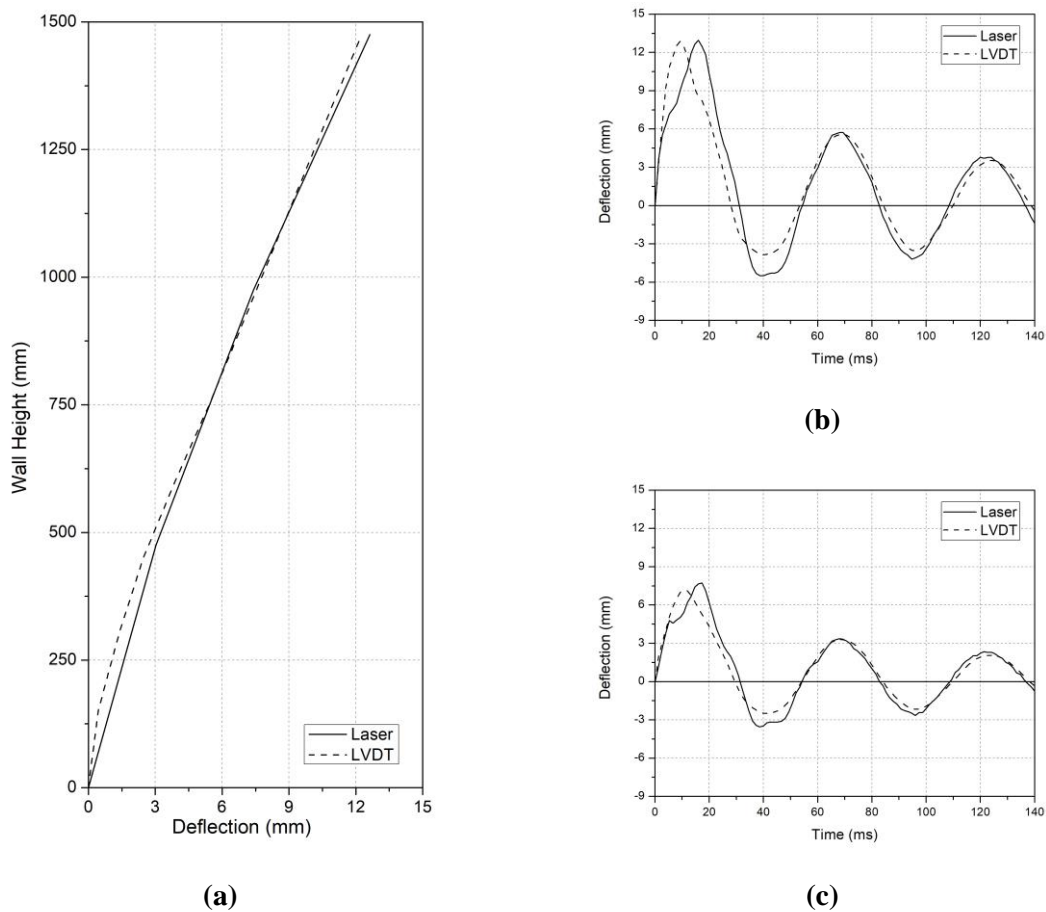 1500
1250
1000
750
500
250
0
Wall Height (mm)
Laser
LVDT
0 3 6 9 12 15
Deflection (mm)
(a)
15
12
9
6
3
0
-3
-6
-9
Deflection (mm)
Laser
LVDT
0 20 40 60 80 100 120 140
Time (ms)
(b)
15
12
9
6
3
0
-3
-6
-9
Deflection (mm)
Laser
LVDT
0 20 40 60 80 100 120 140
Time (ms)
(c)